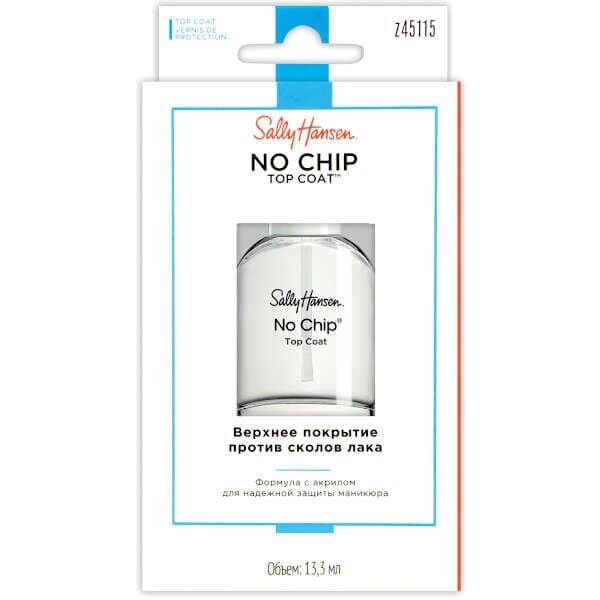 TOP COAT
VERNIS DE
PROTECTION
z45115
Sally Hansen.
NO CHIP
TOP COAT™
Sally Hansen.
No Chip®
Top Coat
Верхнее покрытие
против сколов лака
Формула с акрилом
для надежной защиты маникюра
Объем: 13,3 мл